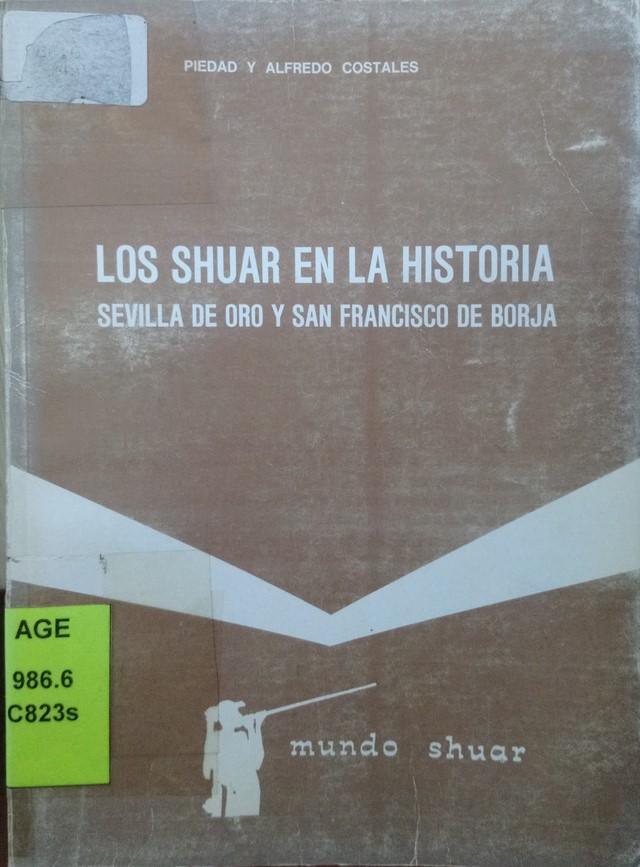 PIEDAD Y ALFREDO COSTALES
LOS SHUAR EN LA HISTORIA
SEVILLA DE ORO Y SAN FRANCISCO DE BORJA
AGE
986.6
C823s
mundo shuar